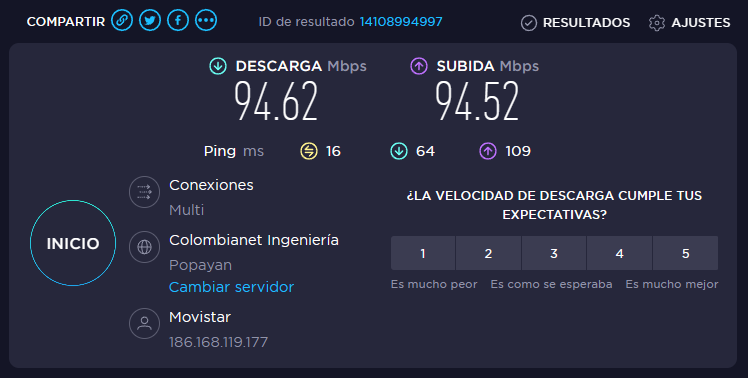 COMPARTIR
ID de resultado 14108994997
RESULTADOS
AJUSTES
DESCARGA Mbps
SUBIDA Mbps
94.62
94.52
Ping ms 16 64 109
Conexiones
Multi
¿LA VELOCIDAD DE DESCARGA CUMPLE TUS
EXPECTATIVAS?
INICIO
Colombianet Ingeniería
Popayan
Cambiar servidor
1 2 3 4 5
Es mucho peor Es como se esperaba Es mucho mejor
Movistar
186.168.119.177